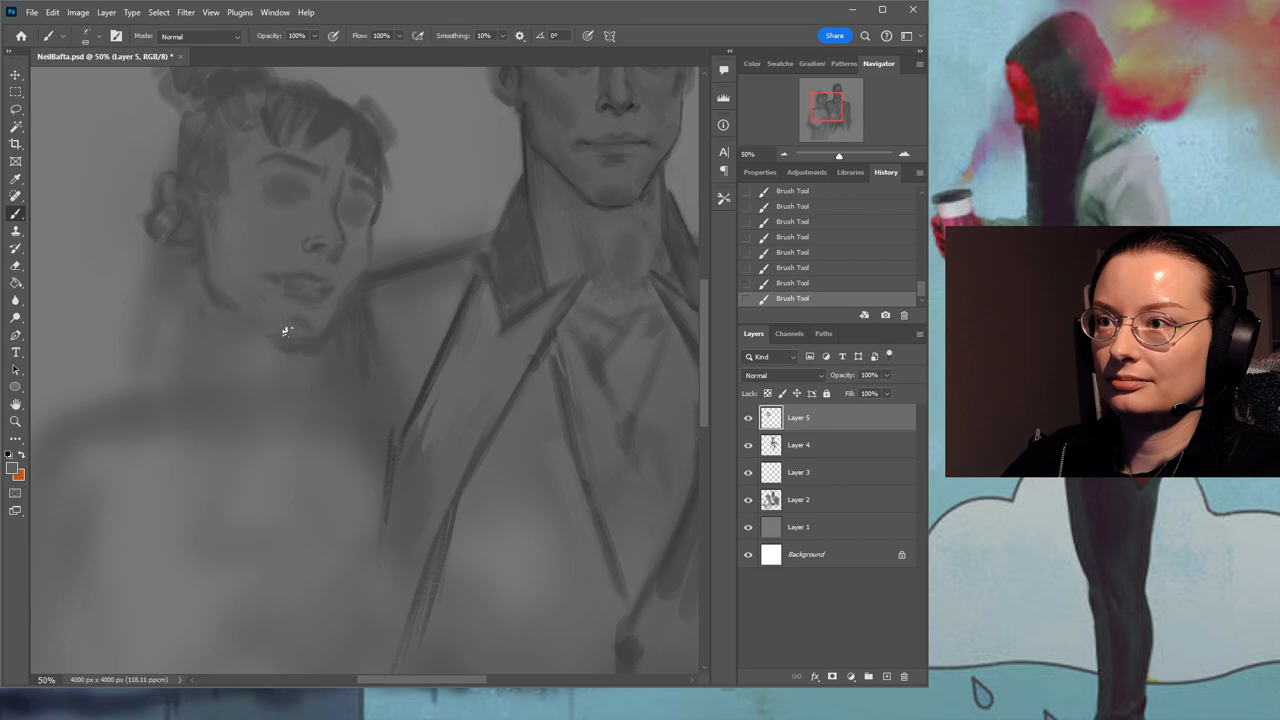 Ps File Edit Image Layer Type Select Filter View Plugins Window Help
69 Mode: Normal Opacity: 100% Flow: 100% Smoothing: 10% 0° Share
NeilBafta.psd @ 50% (Layer 5, RGB/8) *
Color Swatche Gradien Patterns Navigator
50%
Properties Adjustments Libraries History
Brush Tool
Brush Tool
Brush Tool
Brush Tool
Brush Tool
Brush Tool
Brush Tool
Brush Tool
Layers Channels Paths
Kind
Normal Opacity: 100%
Lock: Fill: 100%
Layer 5
Layer 4
Layer 3
Layer 2
Layer 1
Background
50% 4000 px x 4000 px (118.11 ppcm)